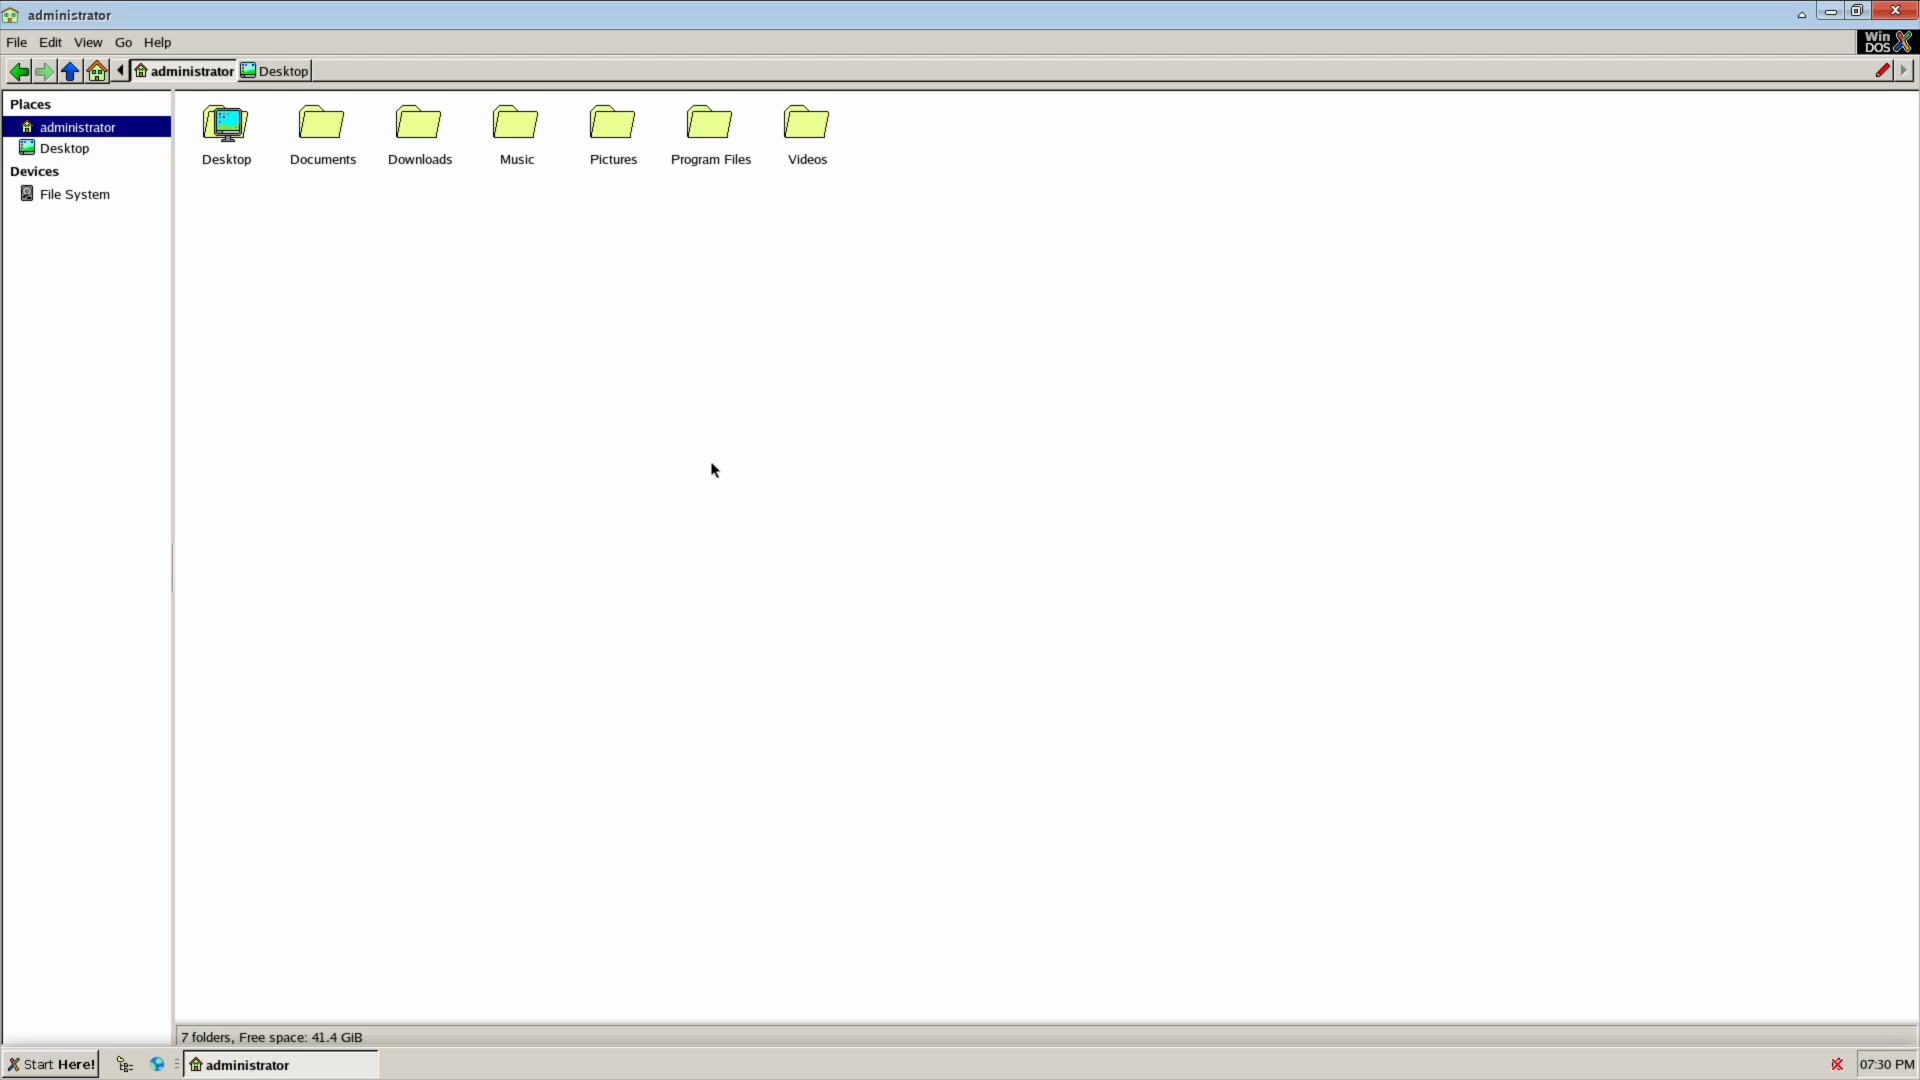 administrator
File Edit View Go Help
Win
DOS
administrator Desktop
Places
administrator
Desktop
Devices
File System
Desktop Documents Downloads Music Pictures Program Files Videos
7 folders, Free space: 41.4 GiB
Start Here! administrator 07:30 PM